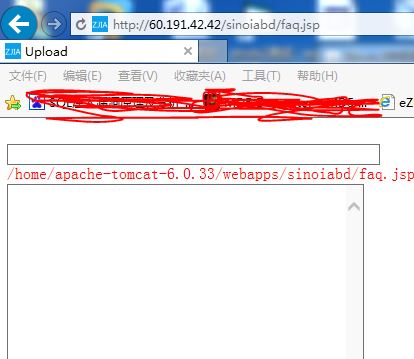 http://60.191.42.42/sinoiabd/faq.jsp
ZJIA Upload
文件(F) 编辑(E) 查看(V) 收藏夹(A) 工具(T) 帮助(H)
eZ
/home/apache-tomcat-6.0.33/webapps/sinoiabd/faq.jsp